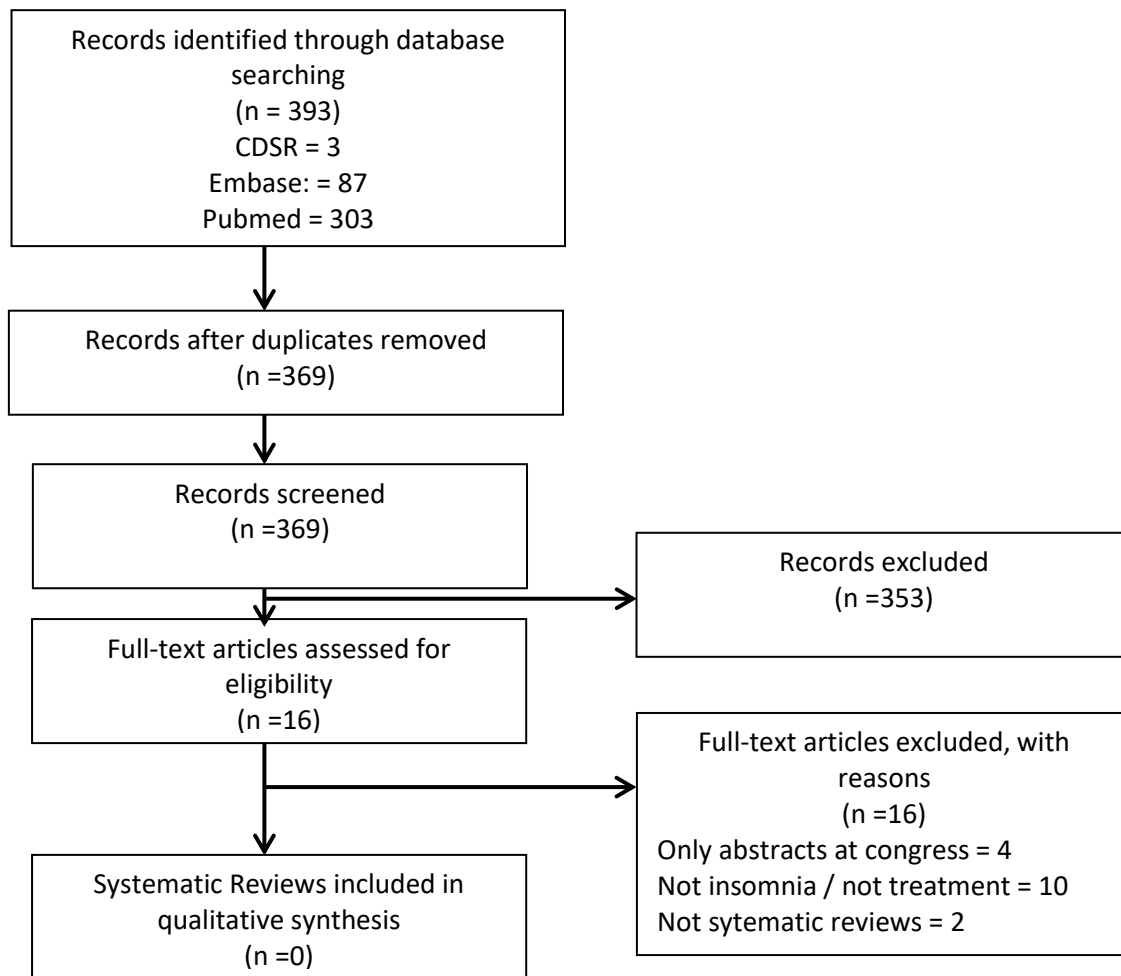 Records identified through database
searching
(n = 393)
CDSR = 3
Embase: = 87
Pubmed = 303
Records after duplicates removed
(n =369)
Records screened
(n =369)
Records excluded
(n =353)
Full-text articles assessed for
eligibility
(n =16)
Full-text articles excluded, with
reasons
(n =16)
Only abstracts at congress = 4
Not insomnia / not treatment = 10
Not sytematic reviews = 2
Systematic Reviews included in
qualitative synthesis
(n =0)